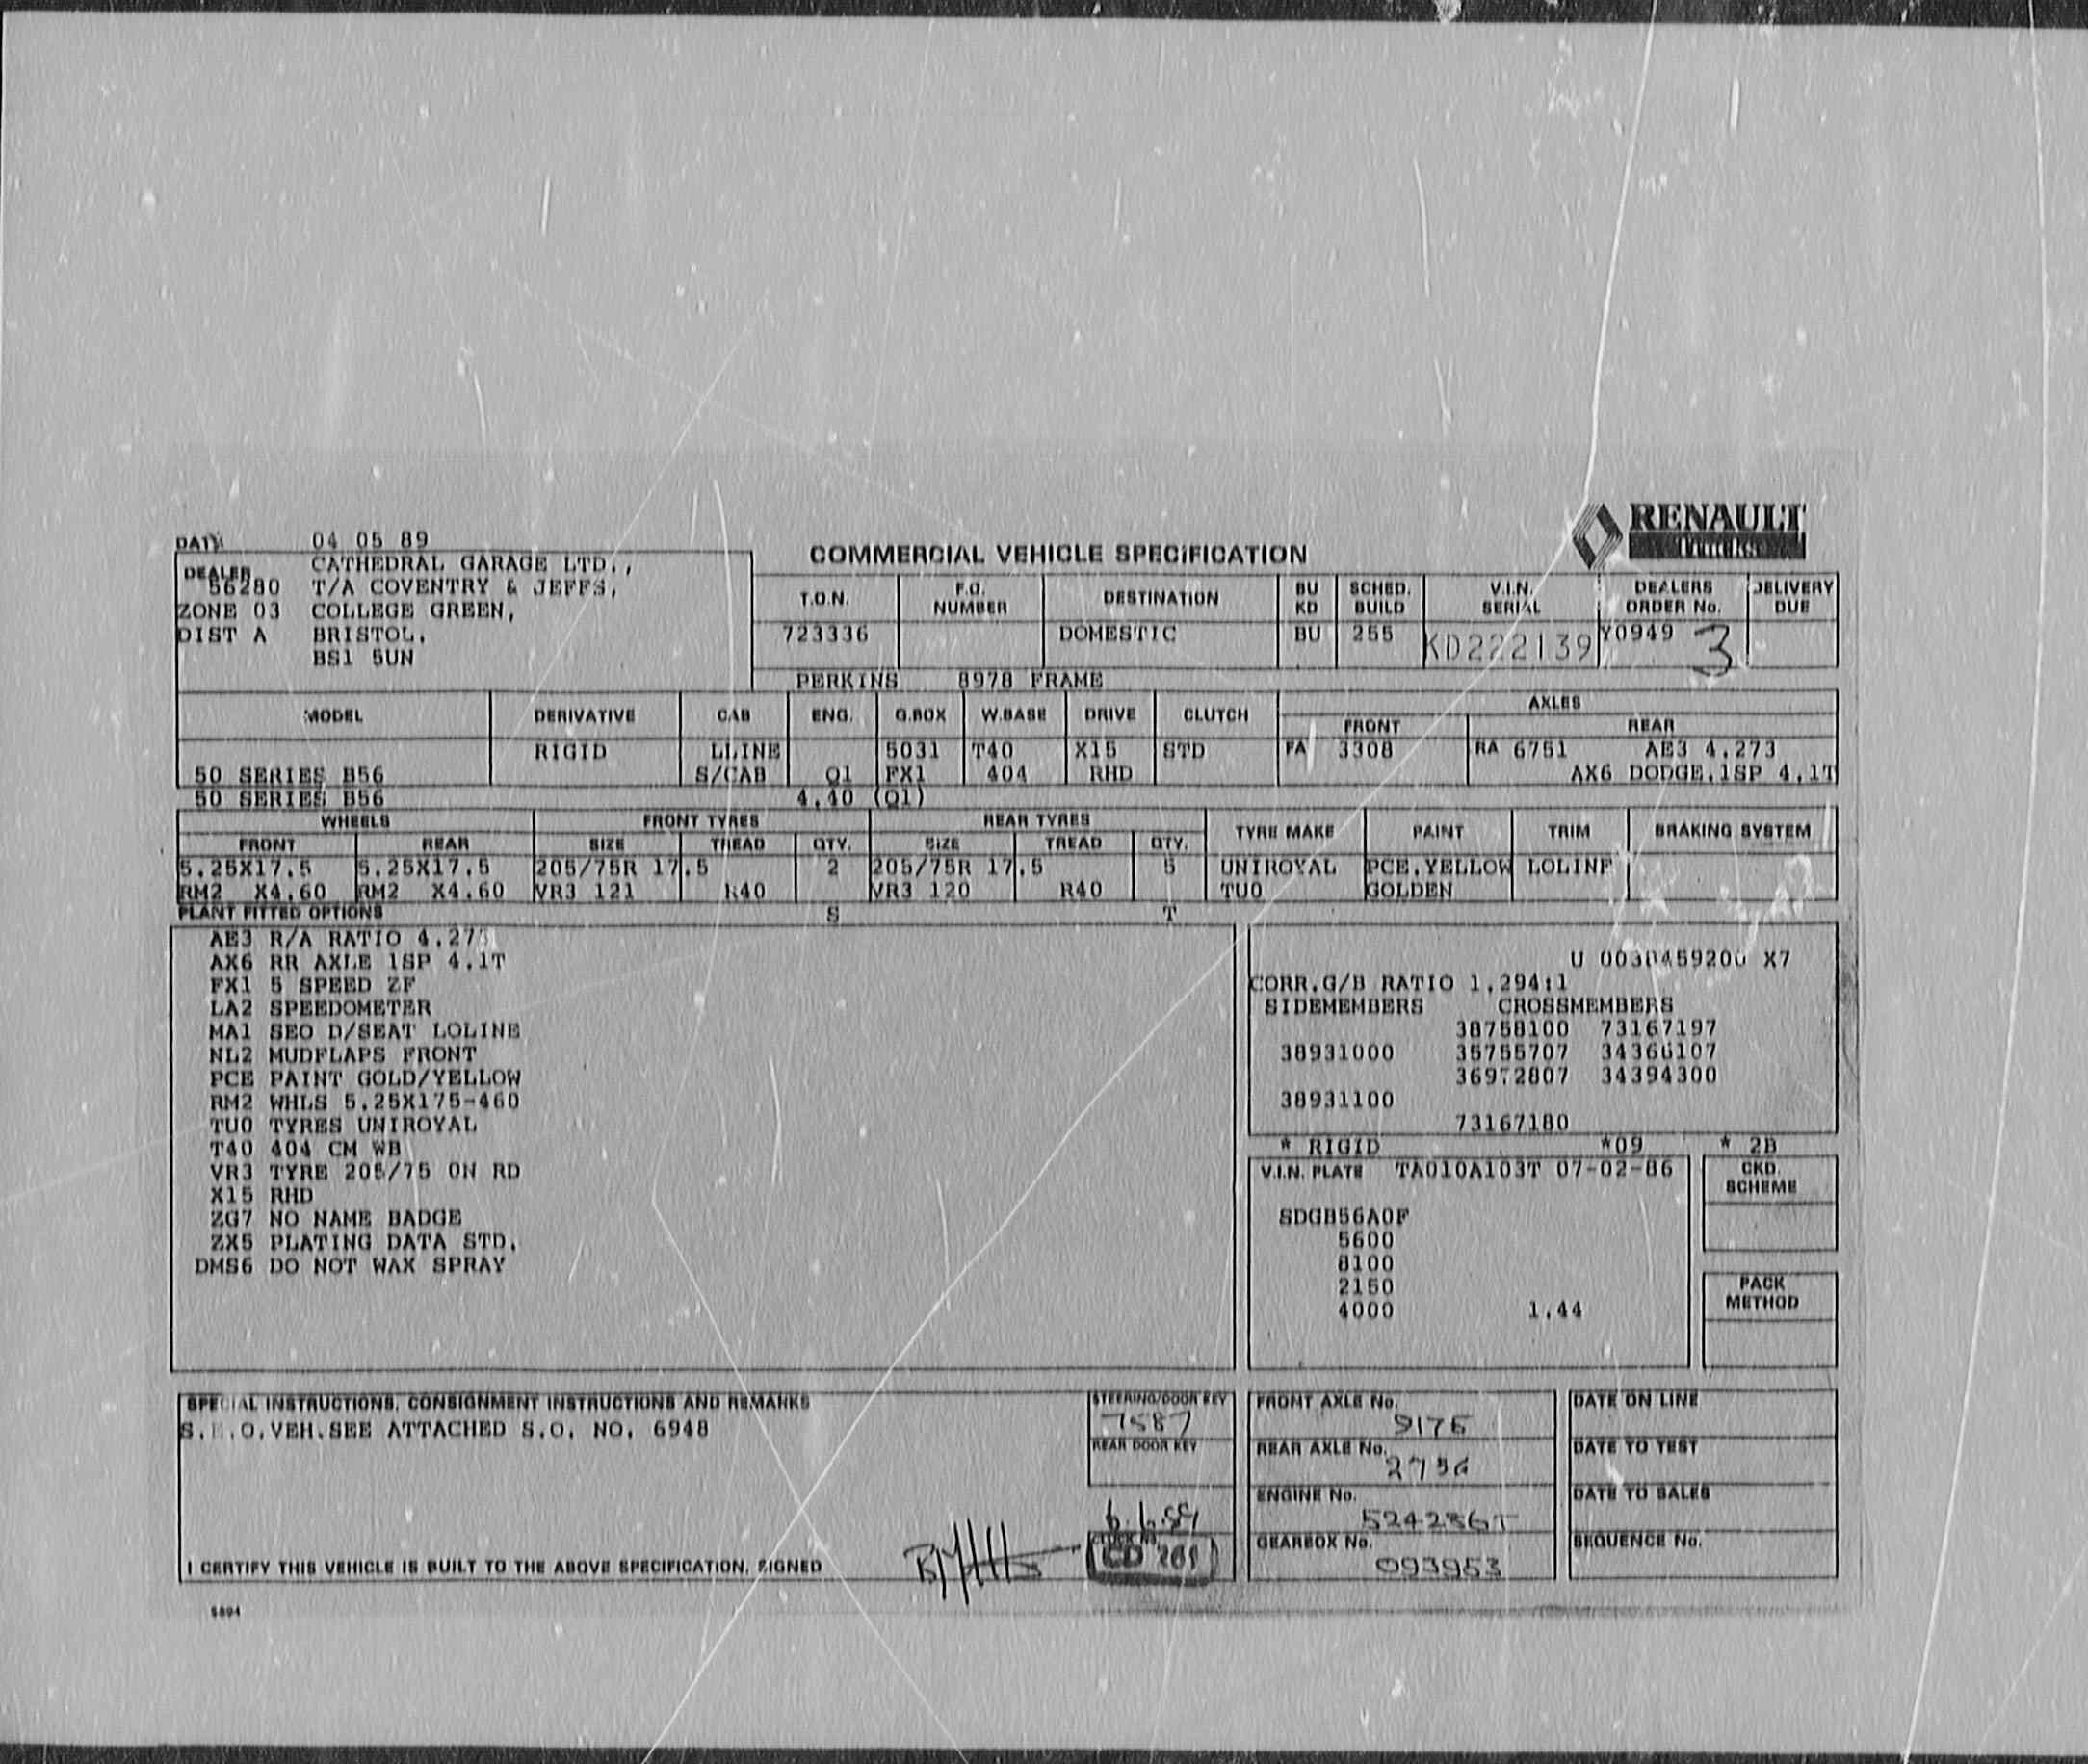 RENAULT
Trucks
DATE 04 05 89
COMMERCIAL VEHICLE SPECIFICATION
DEALER CATHEDRAL GARAGE LTD.,
56280 T/A COVENTRY & JEFFS,
ZONE 03 COLLEGE GREEN,
DIST A BRISTOL,
BS1 5UN
T.O.N. F.O. NUMBER DESTINATION BU KD SCHED. BUILD V.I.N. SERIAL DEALERS ORDER No. DELIVERY DUE
723336 DOMESTIC BU 255 KD222139 Y0949 3
PERKINS 8978 FRAME
MODEL DERIVATIVE CAB ENG. G.BOX W.BASE DRIVE CLUTCH AXLES
FRONT REAR
RIGID LLINE 5031 T40 X15 STD FA 3308 RA 6751 AE3 4.273
50 SERIES B56 S/CAB Q1 FX1 404 RHD AX6 DODGE.1SP 4.1T
50 SERIES B56 4.40 (Q1)
WHEELS FRONT TYRES REAR TYRES TYRE MAKE PAINT TRIM BRAKING SYSTEM
FRONT REAR SIZE TREAD QTY. SIZE TREAD QTY.
5.25X17.5 5.25X17.5 205/75R 17.5 2 205/75R 17.5 5 UNIROYAL PCE.YELLOW LOLINE
RM2 X4.60 RM2 X4.60 VR3 121 R40 VR3 120 R40 TU0 GOLDEN
PLANT FITTED OPTIONS S T
AE3 R/A RATIO 4.273
AX6 RR AXLE 1SP 4.1T
FX1 5 SPEED ZF
LA2 SPEEDOMETER
MA1 SEO D/SEAT LOLINE
NL2 MUDFLAPS FRONT
PCE PAINT GOLD/YELLOW
RM2 WHLS 5.25X175-460
TU0 TYRES UNIROYAL
T40 404 CM WB
VR3 TYRE 205/75 ON RD
X15 RHD
ZG7 NO NAME BADGE
ZX5 PLATING DATA STD.
DMS6 DO NOT WAX SPRAY
U X7
CORR.G/B RATIO 1.294:1
SIDEMEMBERS CROSSMEMBERS
38758100 73167197
38931000 35755707 34366107
36972807 34394300
38931100
73167180
* RIGID *09 * 2B
V.I.N. PLATE TA010A103T 07-02-86
CKD. SCHEME
SDGB56A0F
5600
8100
2150
4000 1.44
PACK METHOD
SPECIAL INSTRUCTIONS, CONSIGNMENT INSTRUCTIONS AND REMARKS
S.E.O.VEH.SEE ATTACHED S.O. NO. 6948
STEERING/DOOR KEY
7587
REAR DOOR KEY
6.6.89
CD 261
I CERTIFY THIS VEHICLE IS BUILT TO THE ABOVE SPECIFICATION. SIGNED
FRONT AXLE No.
9176
REAR AXLE No.
ENGINE No.
524236T
GEARBOX No.
093953
DATE ON LINE
DATE TO TEST
DATE TO SALES
SEQUENCE No.
5894